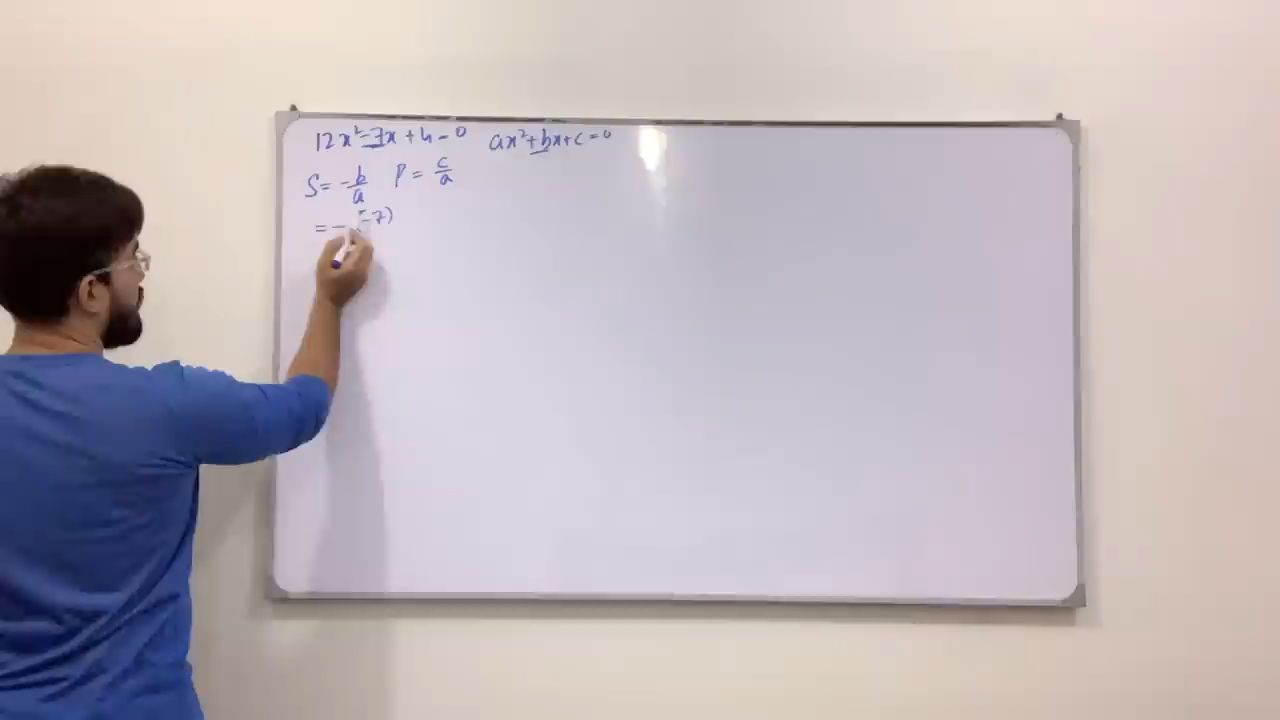 12x²-7x+4=0 ax²+bx+c=0
S=-b/a P=c/a
=-(-7)